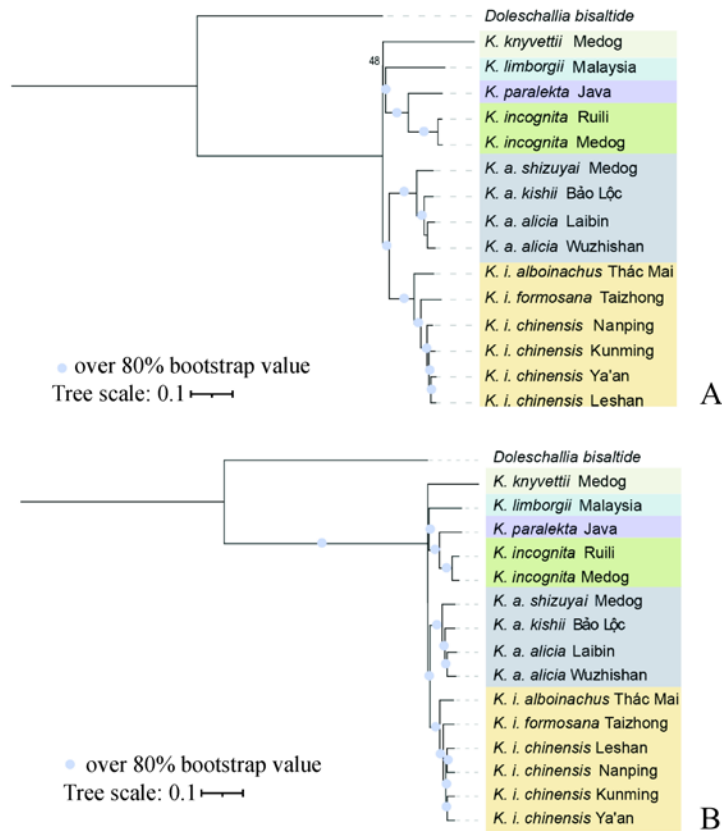 Doleschallia bisaltide
K. knyvettii Medog
48
K. limborgii Malaysia
K. paralekta Java
K. incognita Ruili
K. incognita Medog
K. a. shizuyai Medog
K. a. kishii Bảo Lộc
K. a. alicia Laibin
K. a. alicia Wuzhishan
K. i. alboinachus Thác Mai
K. i. formosana Taizhong
K. i. chinensis Nanping
K. i. chinensis Kunming
K. i. chinensis Ya'an
K. i. chinensis Leshan
over 80% bootstrap value
Tree scale: 0.1
A
Doleschallia bisaltide
K. knyvettii Medog
K. limborgii Malaysia
K. paralekta Java
K. incognita Ruili
K. incognita Medog
K. a. shizuyai Medog
K. a. kishii Bảo Lộc
K. a. alicia Laibin
K. a. alicia Wuzhishan
K. i. alboinachus Thác Mai
K. i. formosana Taizhong
K. i. chinensis Leshan
K. i. chinensis Nanping
K. i. chinensis Kunming
K. i. chinensis Ya'an
over 80% bootstrap value
Tree scale: 0.1
B